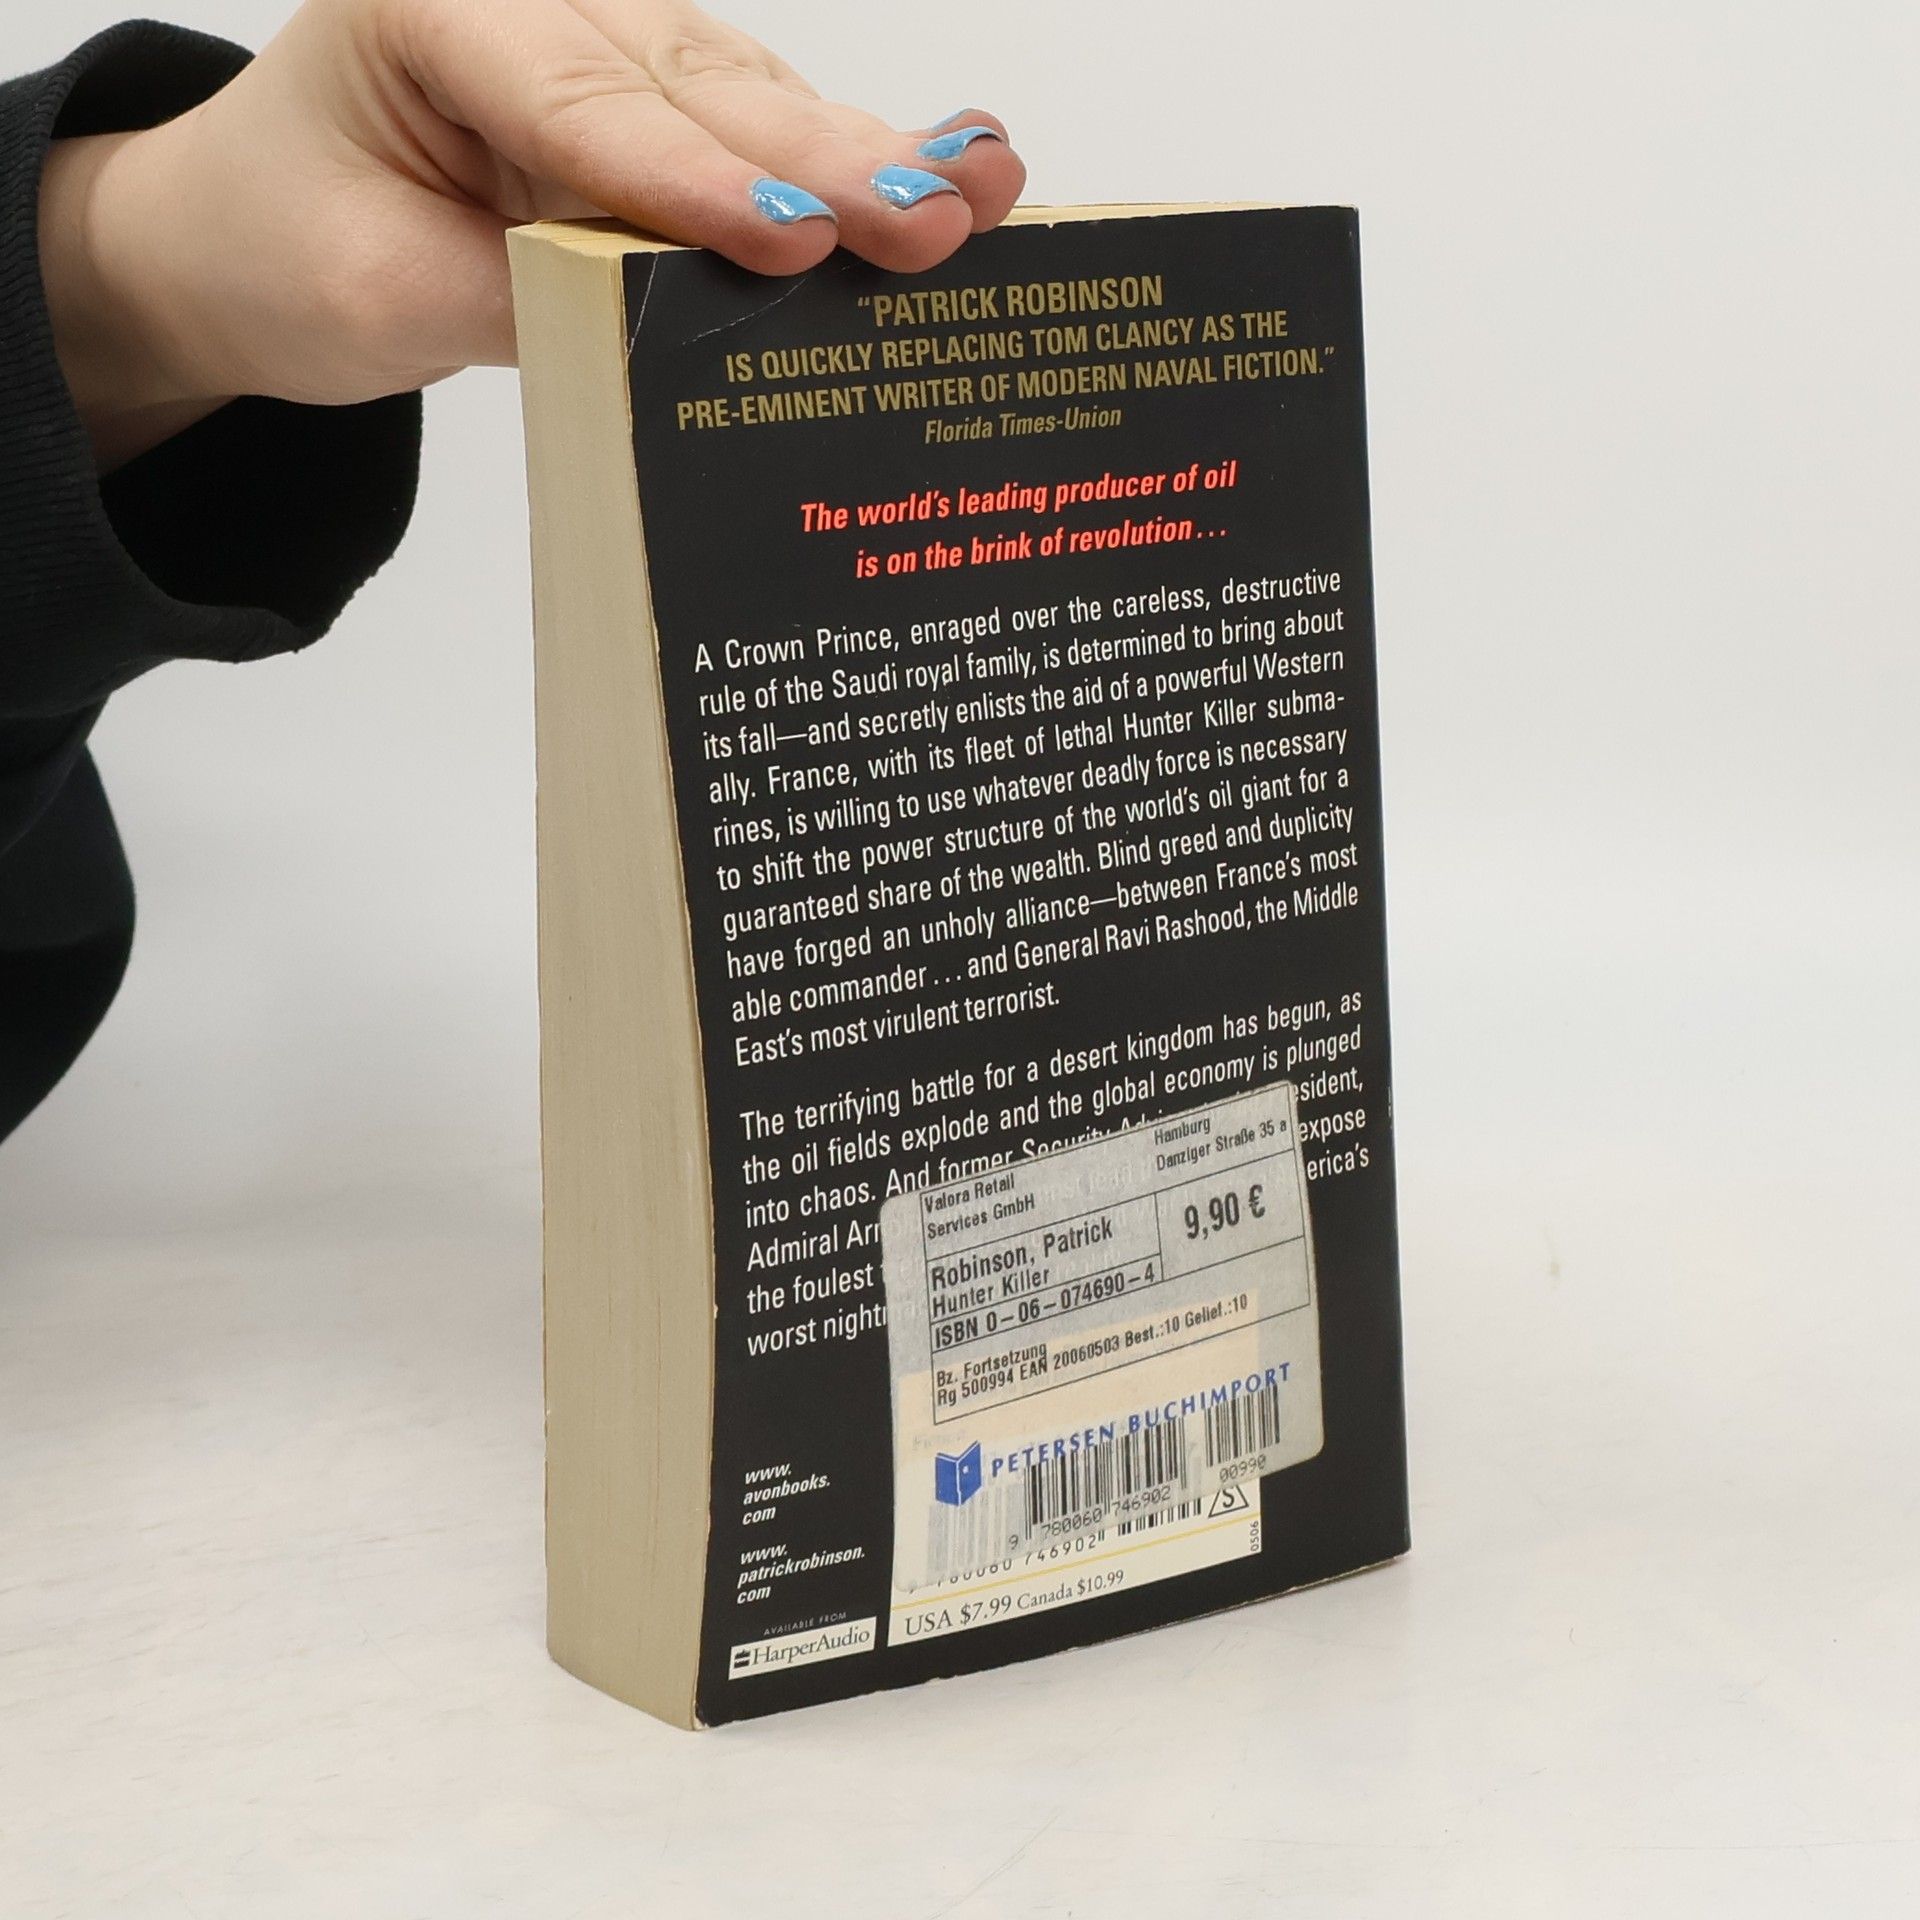 "PATRICK ROBINSON
IS QUICKLY REPLACING TOM CLANCY AS THE
PRE-EMINENT WRITER OF MODERN NAVAL FICTION."
Florida Times-Union
The world's leading producer of oil
is on the brink of revolution...
A Crown Prince, enraged over the careless, destructive
rule of the Saudi royal family, is determined to bring about
its fall—and secretly enlists the aid of a powerful Western
ally. France, with its fleet of lethal Hunter Killer subma-
rines, is willing to use whatever deadly force is necessary
to shift the power structure of the world's oil giant for a
guaranteed share of the wealth. Blind greed and duplicity
have forged an unholy alliance—between France's most
able commander...and General Ravi Rashood, the Middle
East's most virulent terrorist.
The terrifying battle for a desert kingdom has begun, as
the oil fields explode and the global economy is plunged
into chaos. And former Security esident,
Admiral Arn expose
the foulest erica's
worst night
Valora Retail
Services GmbH
Hamburg
Danziger Straße 35 a
Robinson, Patrick
Hunter Killer
9,90 €
ISBN 0-06-074690-4
Bz. Fortsetzung
Rg 500994 EAN 20060503 Best.:10 Gelief.:10
PETERSEN BUCHIMPORT
9 780060 746902
00990
S
0506
USA $7.99 Canada $10.99
www.
avonbooks.
com
www.
patrickrobinson.
com
AVAILABLE FROM
HarperAudio